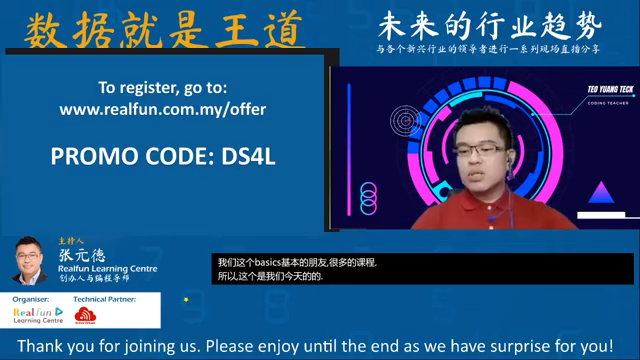 数据就是王道
未来的行业趋势
与各个新兴行业的领导者进行一系列现场直播分享
To register, go to:
www.realfun.com.my/offer
PROMO CODE: DS4L
TEO YUANG TECK
CODING TEACHER
主持人
张元德
Realfun Learning Centre
创办人与编程导师
我们这个basics基本的朋友,很多的课程.
所以,这个是我们今天的的.
Organiser:
Technical Partner:
Real fun
Learning Centre
Thank you for joining us. Please enjoy until the end as we have surprise for you!